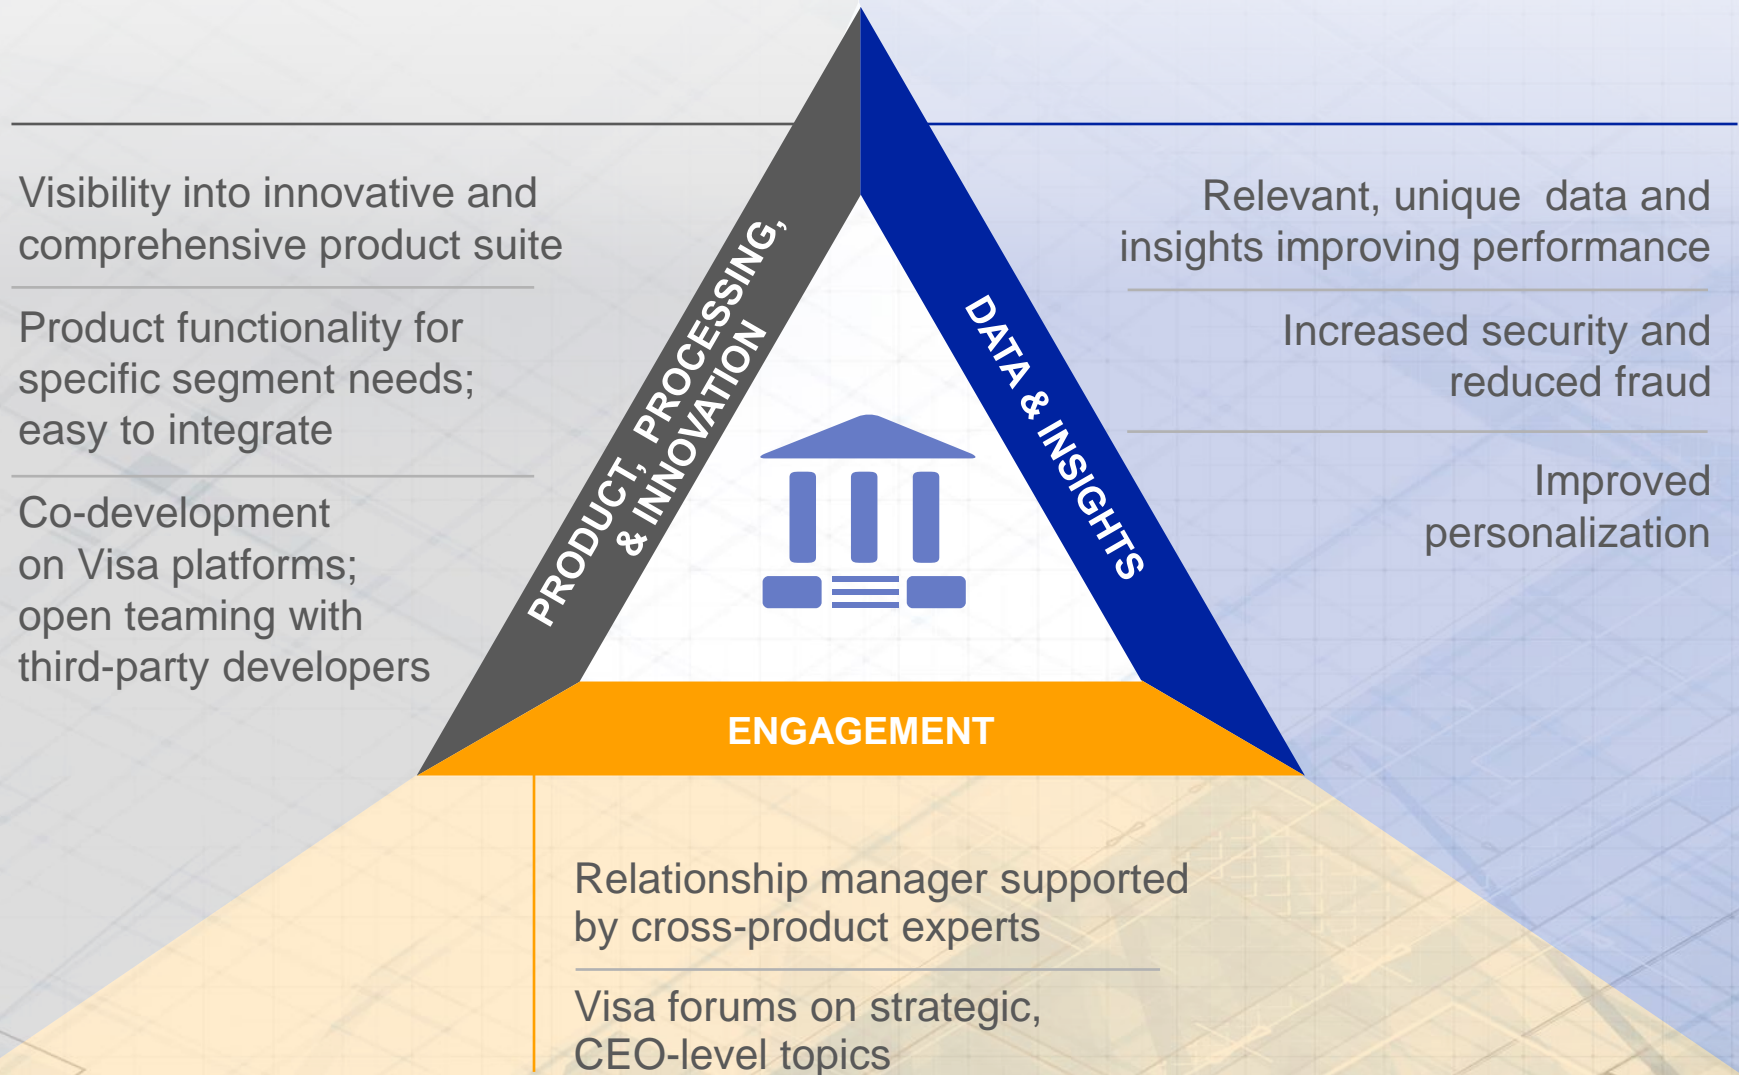 Visibility into innovative and
comprehensive product suite
Product functionality for
specific segment needs;
easy to integrate
Co-development
on Visa platforms;
open teaming with
third-party developers
PRODUCT, PROCESSING,
& INNOVATION
DATA & INSIGHTS
Relevant, unique  data and
insights improving performance
Increased security and
reduced fraud
Improved
personalization
ENGAGEMENT
Relationship manager supported
by cross-product experts
Visa forums on strategic,
CEO-level topics